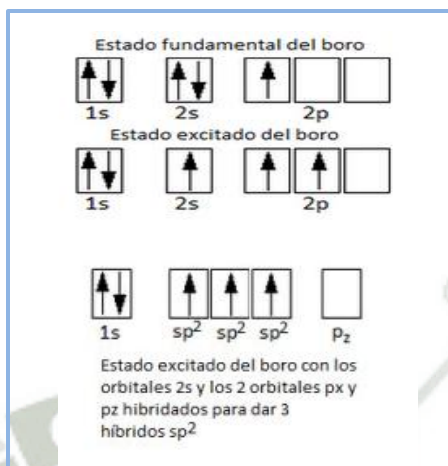 Estado fundamental del boro
1s 2s 2p
Estado excitado del boro
1s 2s 2p
1s sp² sp² sp² p_z
Estado excitado del boro con los
orbitales 2s y los 2 orbitales px y
pz hibridados para dar 3
híbridos sp²